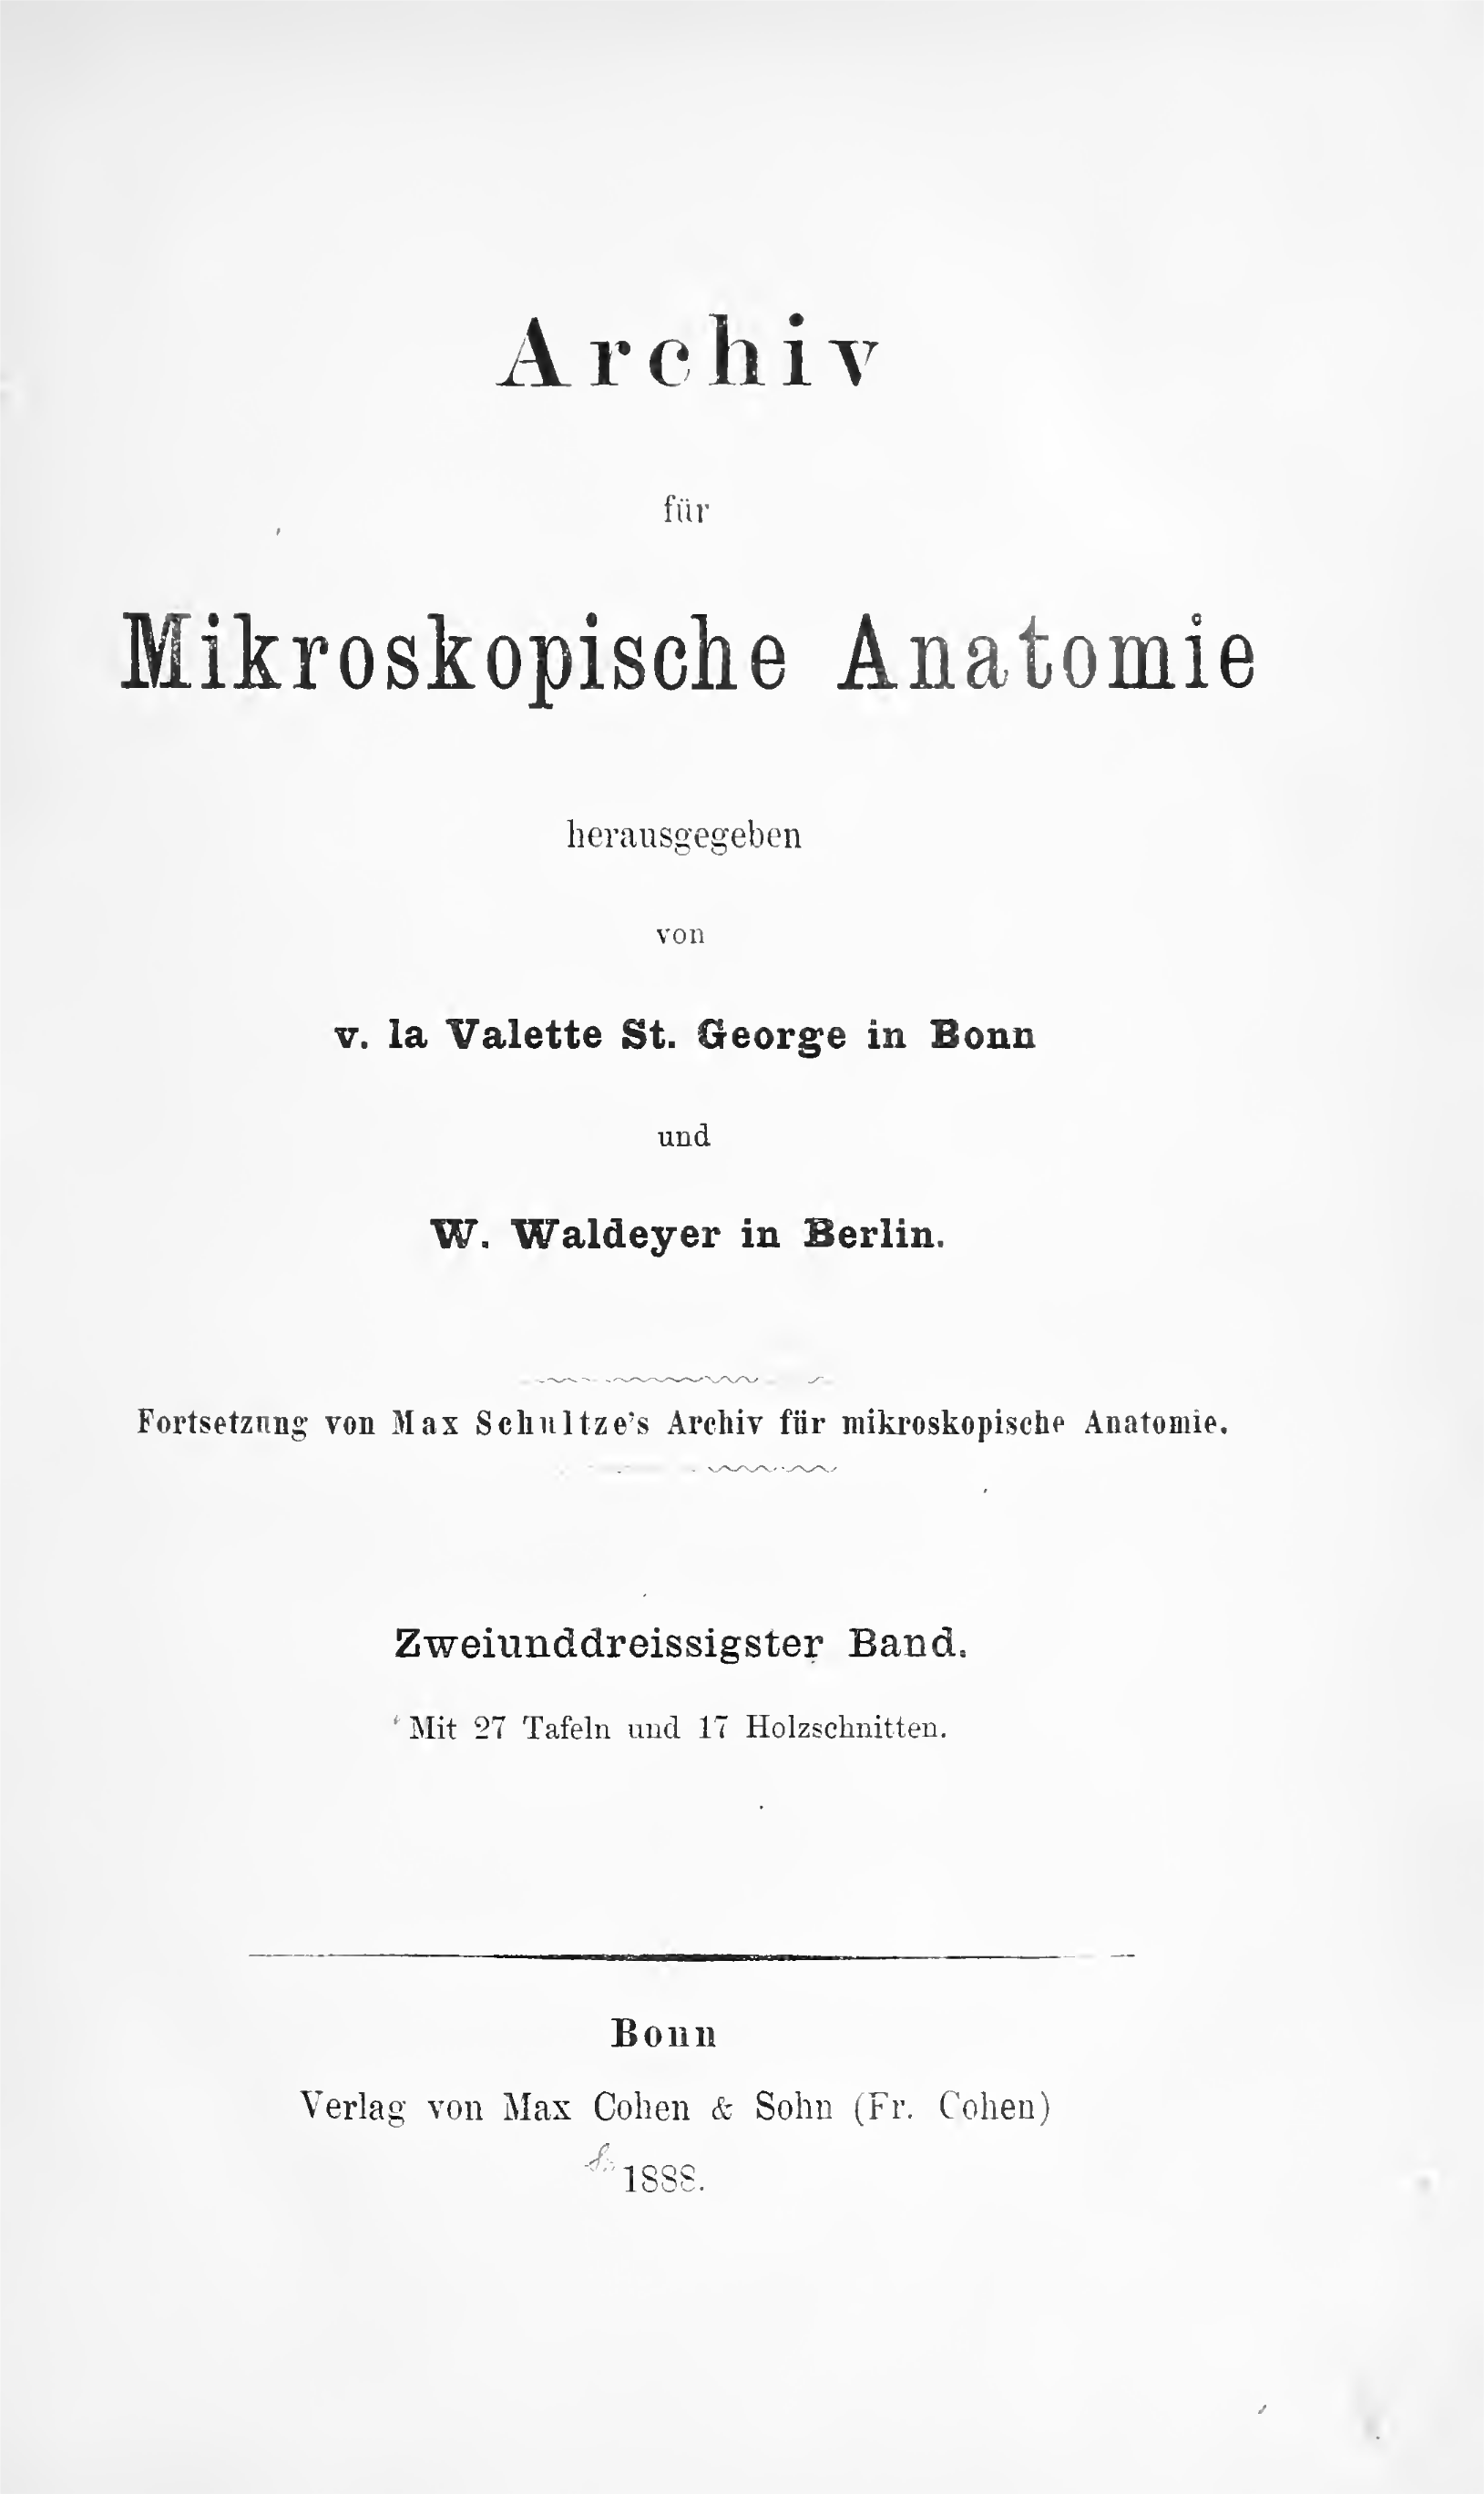 Archiv
für
Mikroskopische Anatomie
herausgegeben
von
v. la Valette St. George in Bonn
und
W. Waldeyer in Berlin.
Fortsetzung von Max Schultze's Archiv für mikroskopische Anatomie.
Zweiunddreissigster Band.
Mit 27 Tafeln und 17 Holzschnitten.
Bonn
Verlag von Max Cohen & Sohn (Fr. Cohen)
1888.